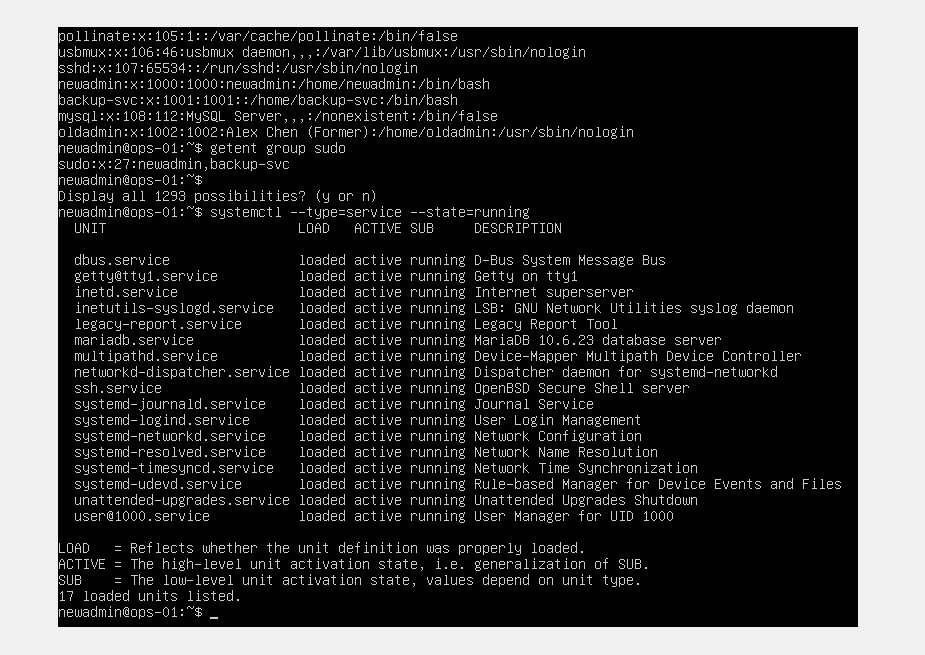 pollinate:x:105:1::/var/cache/pollinate:/bin/false
usbmux:x:106:46:usbmux daemon,,,:/var/lib/usbmux:/usr/sbin/nologin
sshd:x:107:65534::/run/sshd:/usr/sbin/nologin
newadmin:x:1000:1000:newadmin:/home/newadmin:/bin/bash
backup-svc:x:1001:1001::/home/backup-svc:/bin/bash
mysql:x:108:112:MySQL Server,,,:/nonexistent:/bin/false
oldadmin:x:1002:1002:Alex Chen (Former):/home/oldadmin:/usr/sbin/nologin
newadmin@ops-01:~$ getent group sudo
sudo:x:27:newadmin,backup-svc
newadmin@ops-01:~$
Display all 1293 possibilities? (y or n)
newadmin@ops-01:~$ systemctl --type=service --state=running
  UNIT                        LOAD   ACTIVE SUB     DESCRIPTION
  dbus.service                loaded active running D-Bus System Message Bus
  getty@tty1.service          loaded active running Getty on tty1
  inetd.service               loaded active running Internet superserver
  inetutils-syslogd.service   loaded active running LSB: GNU Network Utilities syslog daemon
  legacy-report.service       loaded active running Legacy Report Tool
  mariadb.service             loaded active running MariaDB 10.6.23 database server
  multipathd.service          loaded active running Device-Mapper Multipath Device Controller
  networkd-dispatcher.service loaded active running Dispatcher daemon for systemd-networkd
  ssh.service                 loaded active running OpenBSD Secure Shell server
  systemd-journald.service    loaded active running Journal Service
  systemd-logind.service      loaded active running User Login Management
  systemd-networkd.service    loaded active running Network Configuration
  systemd-resolved.service    loaded active running Network Name Resolution
  systemd-timesyncd.service   loaded active running Network Time Synchronization
  systemd-udevd.service       loaded active running Rule-based Manager for Device Events and Files
  unattended-upgrades.service loaded active running Unattended Upgrades Shutdown
  user@1000.service           loaded active running User Manager for UID 1000
LOAD   = Reflects whether the unit definition was properly loaded.
ACTIVE = The high-level unit activation state, i.e. generalization of SUB.
SUB    = The low-level unit activation state, values depend on unit type.
17 loaded units listed.
newadmin@ops-01:~$ _